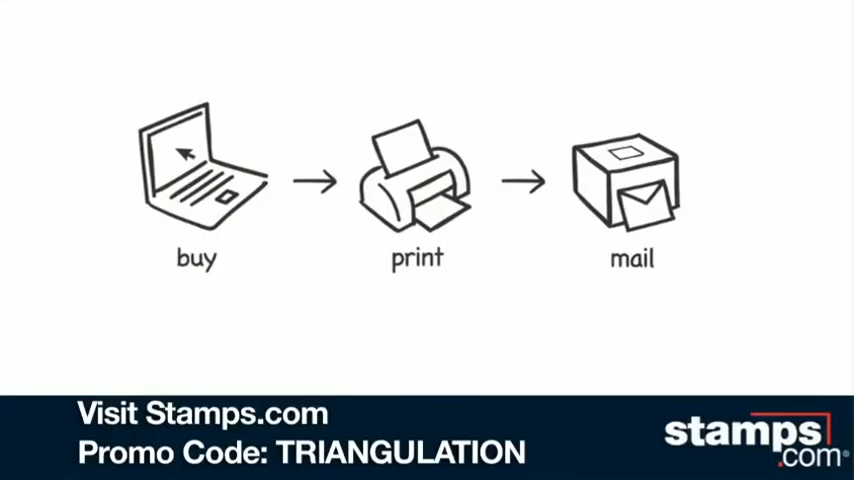 buy
print
mail
Visit Stamps.com
Promo Code: TRIANGULATION
stamps
.com®